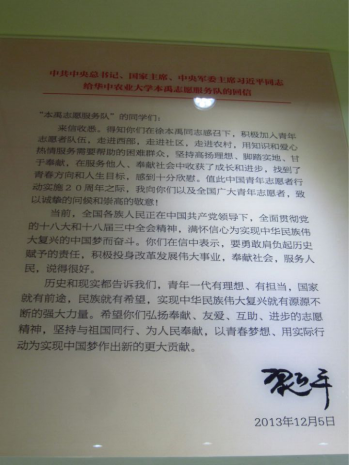 中共中央总书记、国家主席、中央军委主席习近平同志
给华中农业大学本禹志愿服务队的回信
“本禹志愿服务队”的同学们:
来信收悉。得知你们在徐本禹同志感召下,积极加入青年
志愿者队伍,走进西部,走进社区,走进农村,用知识和爱心
热情服务需要帮助的困难群众,坚持高扬理想、脚踏实地、甘
于奉献,在服务他人、奉献社会中收获了成长和进步,找到了
青春方向和人生目标,感到十分欣慰。值此中国青年志愿者行
动实施20周年之际,我向你们以及全国广大青年志愿者,致
以诚挚的问候和崇高的敬意!
当前,全国各族人民正在中国共产党领导下,全面贯彻党
的十八大和十八届三中全会精神,满怀信心为实现中华民族伟
大复兴的中国梦而奋斗。你们在信中表示,要勇敢肩负起历史
赋予的责任,积极投身改革发展伟大事业,奉献社会,服务人
民,说得很好。
历史和现实都告诉我们,青年一代有理想、有担当,国家
就有前途,民族就有希望,实现中华民族伟大复兴就有源源不
断的强大力量。希望你们弘扬奉献、友爱、互助、进步的志愿
精神,坚持与祖国同行、为人民奉献,以青春梦想、用实际行
动为实现中国梦作出新的更大贡献。
习近平
2013年12月5日